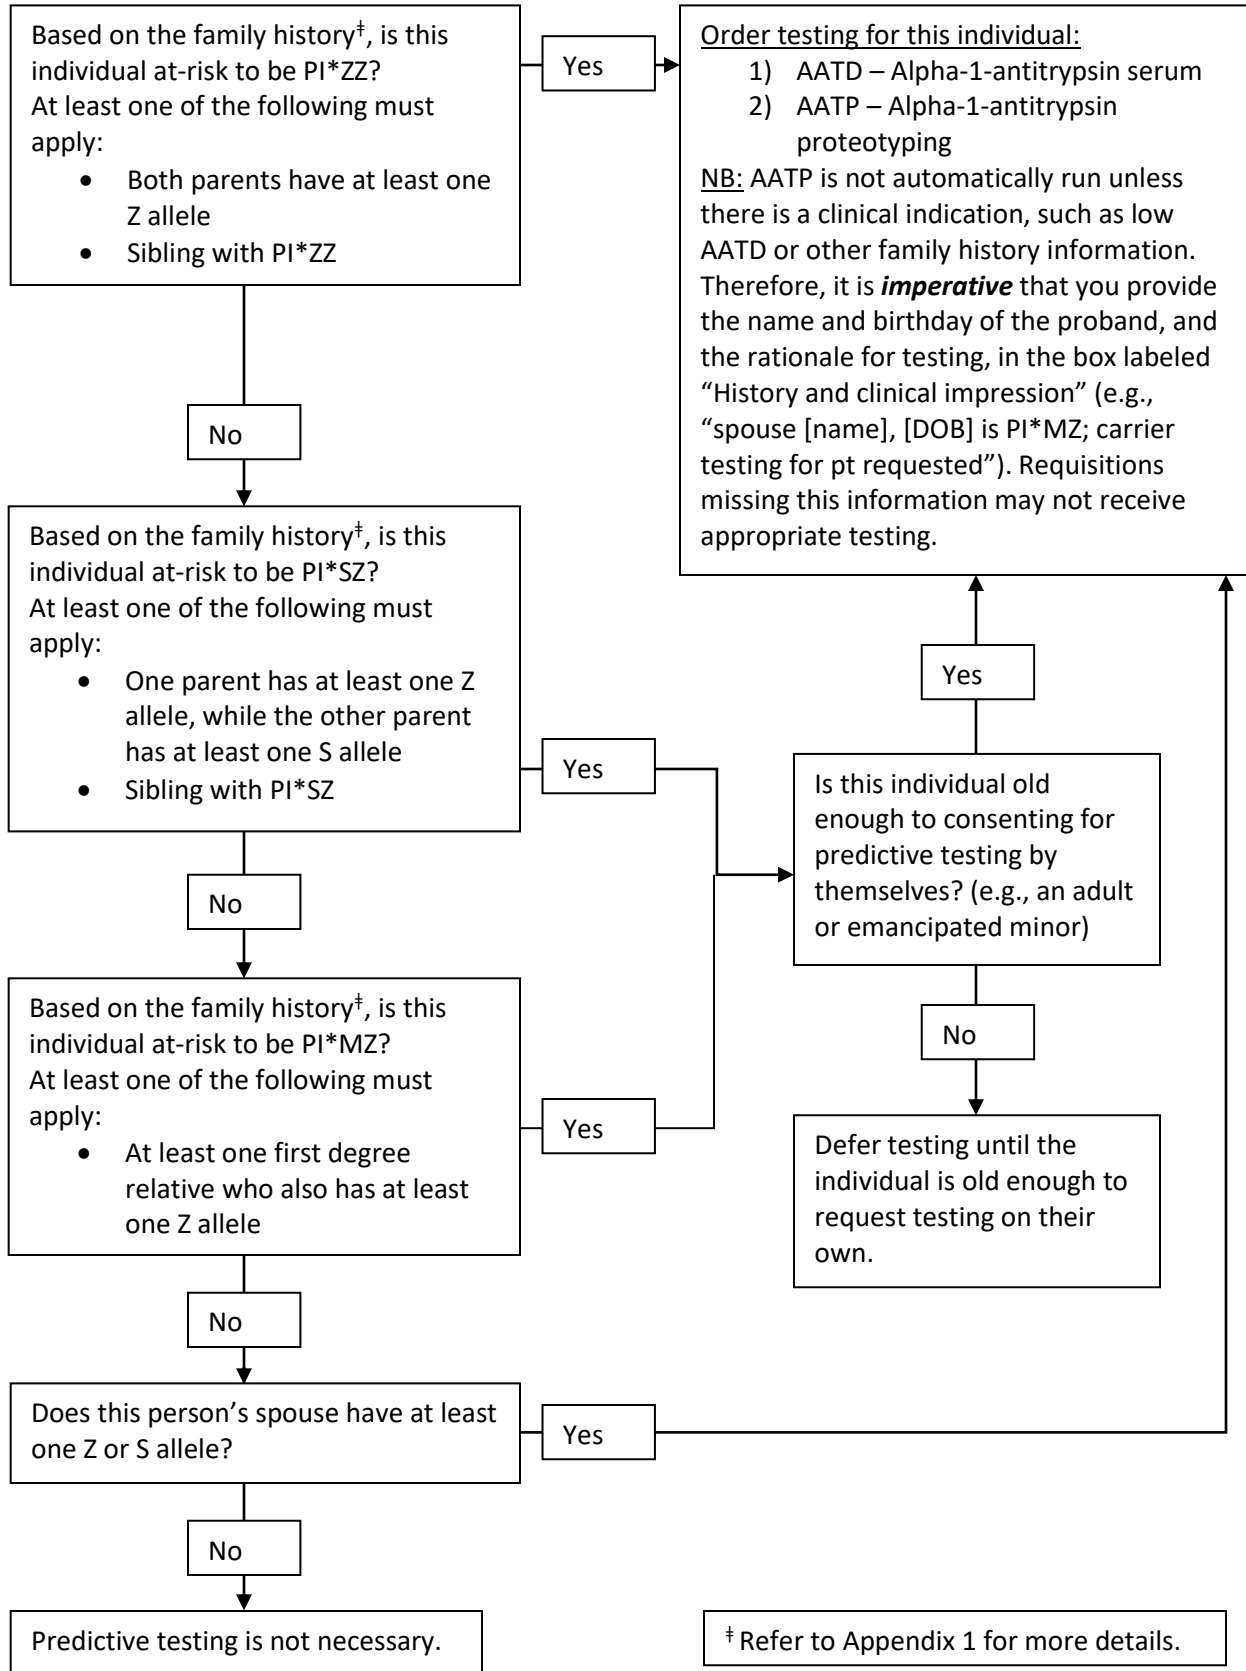 Based on the family history‡, is this
individual at-risk to be PI*ZZ?
At least one of the following must
apply:
• Both parents have at least one
Z allele
• Sibling with PI*ZZ
Yes
Order testing for this individual:
1) AATD – Alpha-1-antitrypsin serum
2) AATP – Alpha-1-antitrypsin
proteotyping
NB: AATP is not automatically run unless
there is a clinical indication, such as low
AATD or other family history information.
Therefore, it is imperative that you provide
the name and birthday of the proband, and
the rationale for testing, in the box labeled
“History and clinical impression” (e.g.,
“spouse [name], [DOB] is PI*MZ; carrier
testing for pt requested”). Requisitions
missing this information may not receive
appropriate testing.
No
Based on the family history‡, is this
individual at-risk to be PI*SZ?
At least one of the following must
apply:
• One parent has at least one Z
allele, while the other parent
has at least one S allele
• Sibling with PI*SZ
Yes
Yes
Is this individual old
enough to consenting for
predictive testing by
themselves? (e.g., an adult
or emancipated minor)
No
No
Based on the family history‡, is this
individual at-risk to be PI*MZ?
At least one of the following must
apply:
• At least one first degree
relative who also has at least
one Z allele
Yes
Defer testing until the
individual is old enough to
request testing on their
own.
No
Does this person’s spouse have at least
one Z or S allele?
Yes
No
Predictive testing is not necessary.
‡ Refer to Appendix 1 for more details.